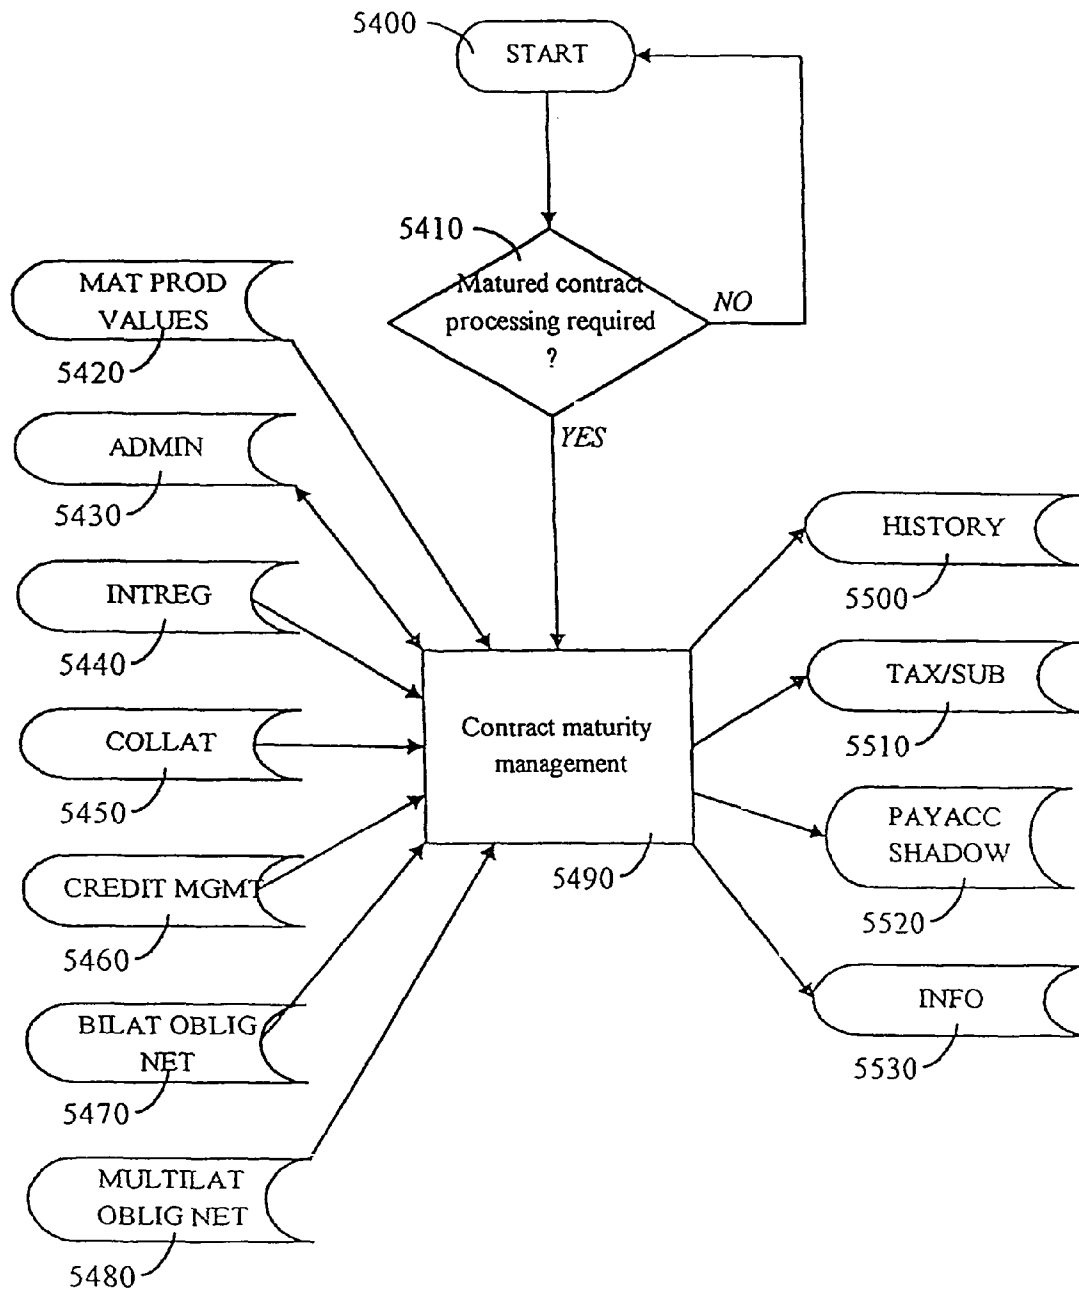 5400
START
5410
Matured contract
processing required
?
NO
YES
MAT PROD
VALUES
5420
ADMIN
5430
INTREG
5440
COLLAT
5450
CREDIT MGMT
5460
BILAT OBLIG
NET
5470
MULTILAT
OBLIG NET
5480
Contract maturity
management
5490
HISTORY
5500
TAX/SUB
5510
PAYACC
SHADOW
5520
INFO
5530